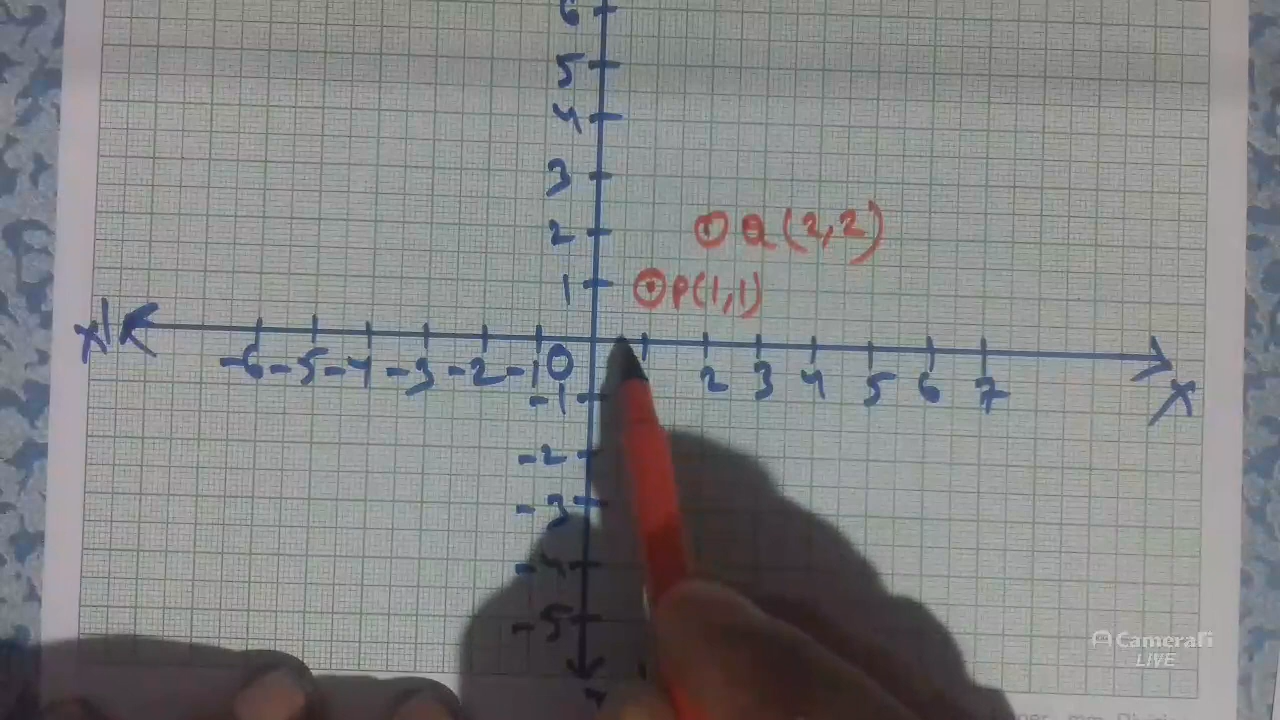 6
5
4
3
2 Q(2,2)
1 P(1,1)
X' -6 -5 -4 -3 -2 -1 0 2 3 4 5 6 7 X
-1
-2
-3
-4
-5
CameraFi
LIVE